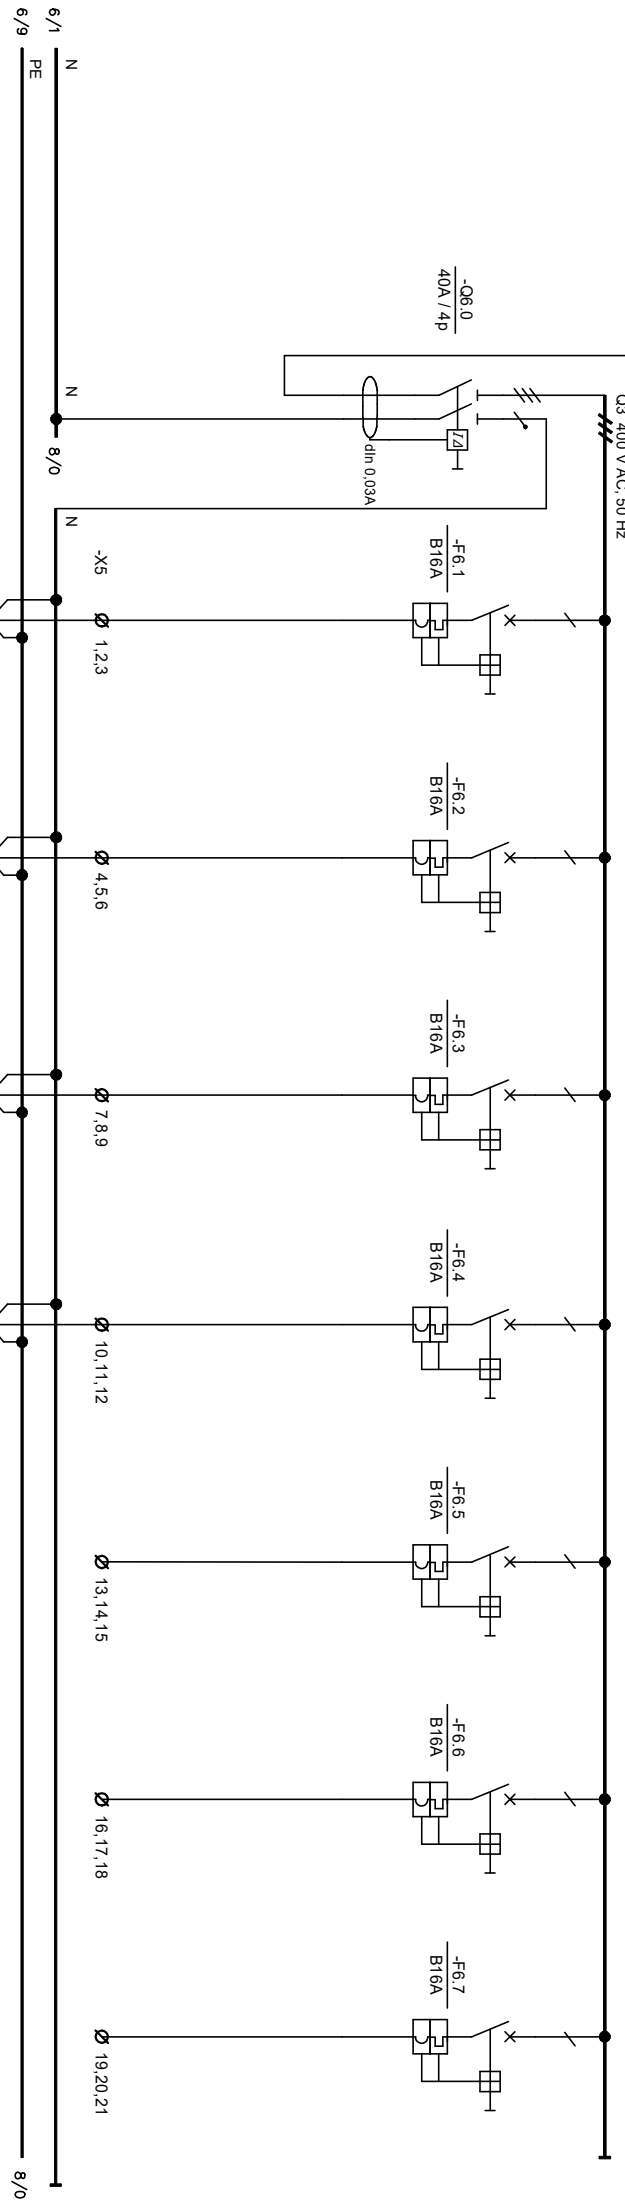 Q3 400 V AC, 50 Hz
-Q6.0
40A / 4p
dIn 0,03A
-F6.1
B16A
-F6.2
B16A
-F6.3
B16A
-F6.4
B16A
-F6.5
B16A
-F6.6
B16A
-F6.7
B16A
-X5
1,2,3
4,5,6
7,8,9
10,11,12
13,14,15
16,17,18
19,20,21
6/1
N
N
8/0
N
6/9
PE
8/0